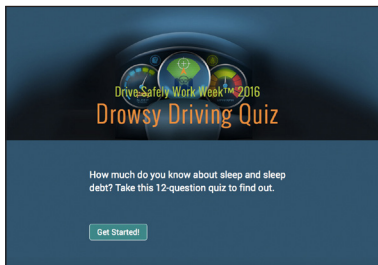 Drive Safely Work Week™ 2016
Drowsy Driving Quiz
How much do you know about sleep and sleep
debt? Take this 12-question quiz to find out.
Get Started!